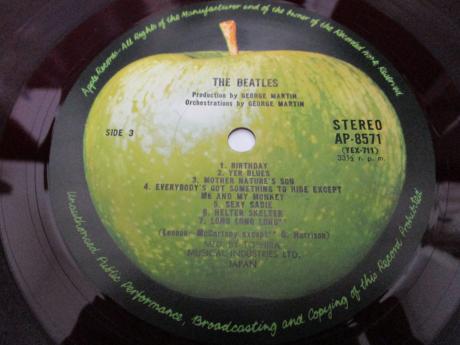 Apple Records · All Rights of the Manufacturer and of the Owner of the Recorded Work Reserved
THE BEATLES
Production by GEORGE MARTIN
Orchestrations by GEORGE MARTIN
SIDE 3
STEREO
AP-8571
(YEX-711)
33⅓ r. p. m.
1. BIRTHDAY
2. YER BLUES
3. MOTHER NATURE'S SON
4. EVERYBODY'S GOT SOMETHING TO HIDE EXCEPT
ME AND MY MONKEY
5. SEXY SADIE
6. HELTER SKELTER
7. LONG LONG LONG**
(Lennon- McCartney except** G. Harrison)
MFD. BY TOSHIBA
MUSICAL INDUSTRIES LTD.
JAPAN
Unauthorised Public Performance, Broadcasting and Copying of this Record Prohibited